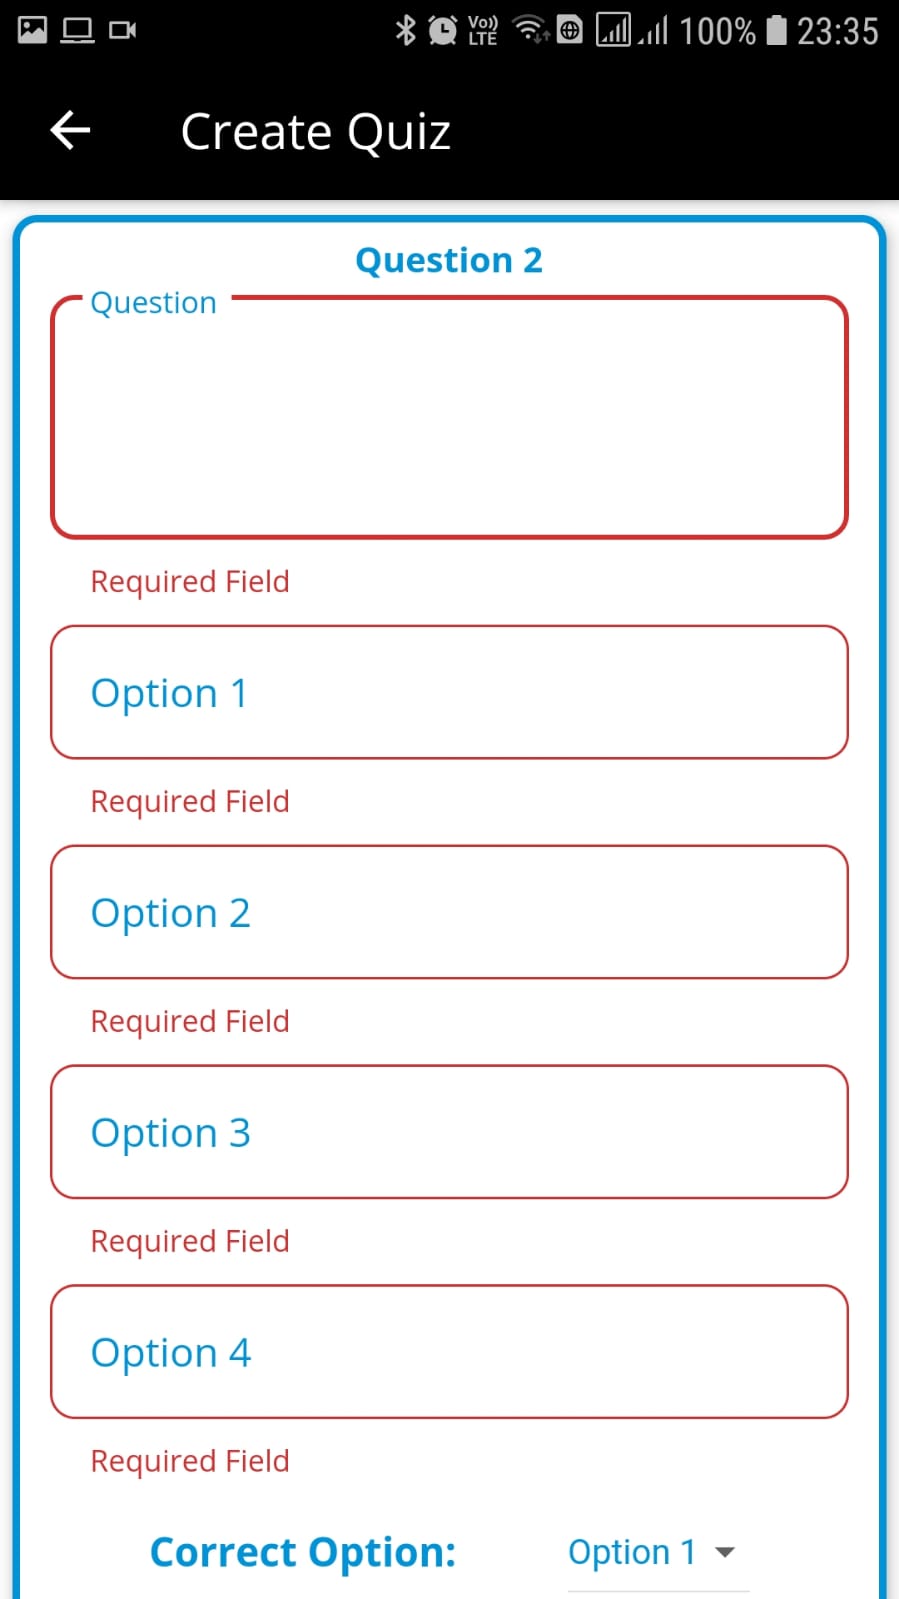 Vo)) LTE 100% 23:35
Create Quiz
Question 2
Question
Required Field
Option 1
Required Field
Option 2
Required Field
Option 3
Required Field
Option 4
Required Field
Correct Option: Option 1